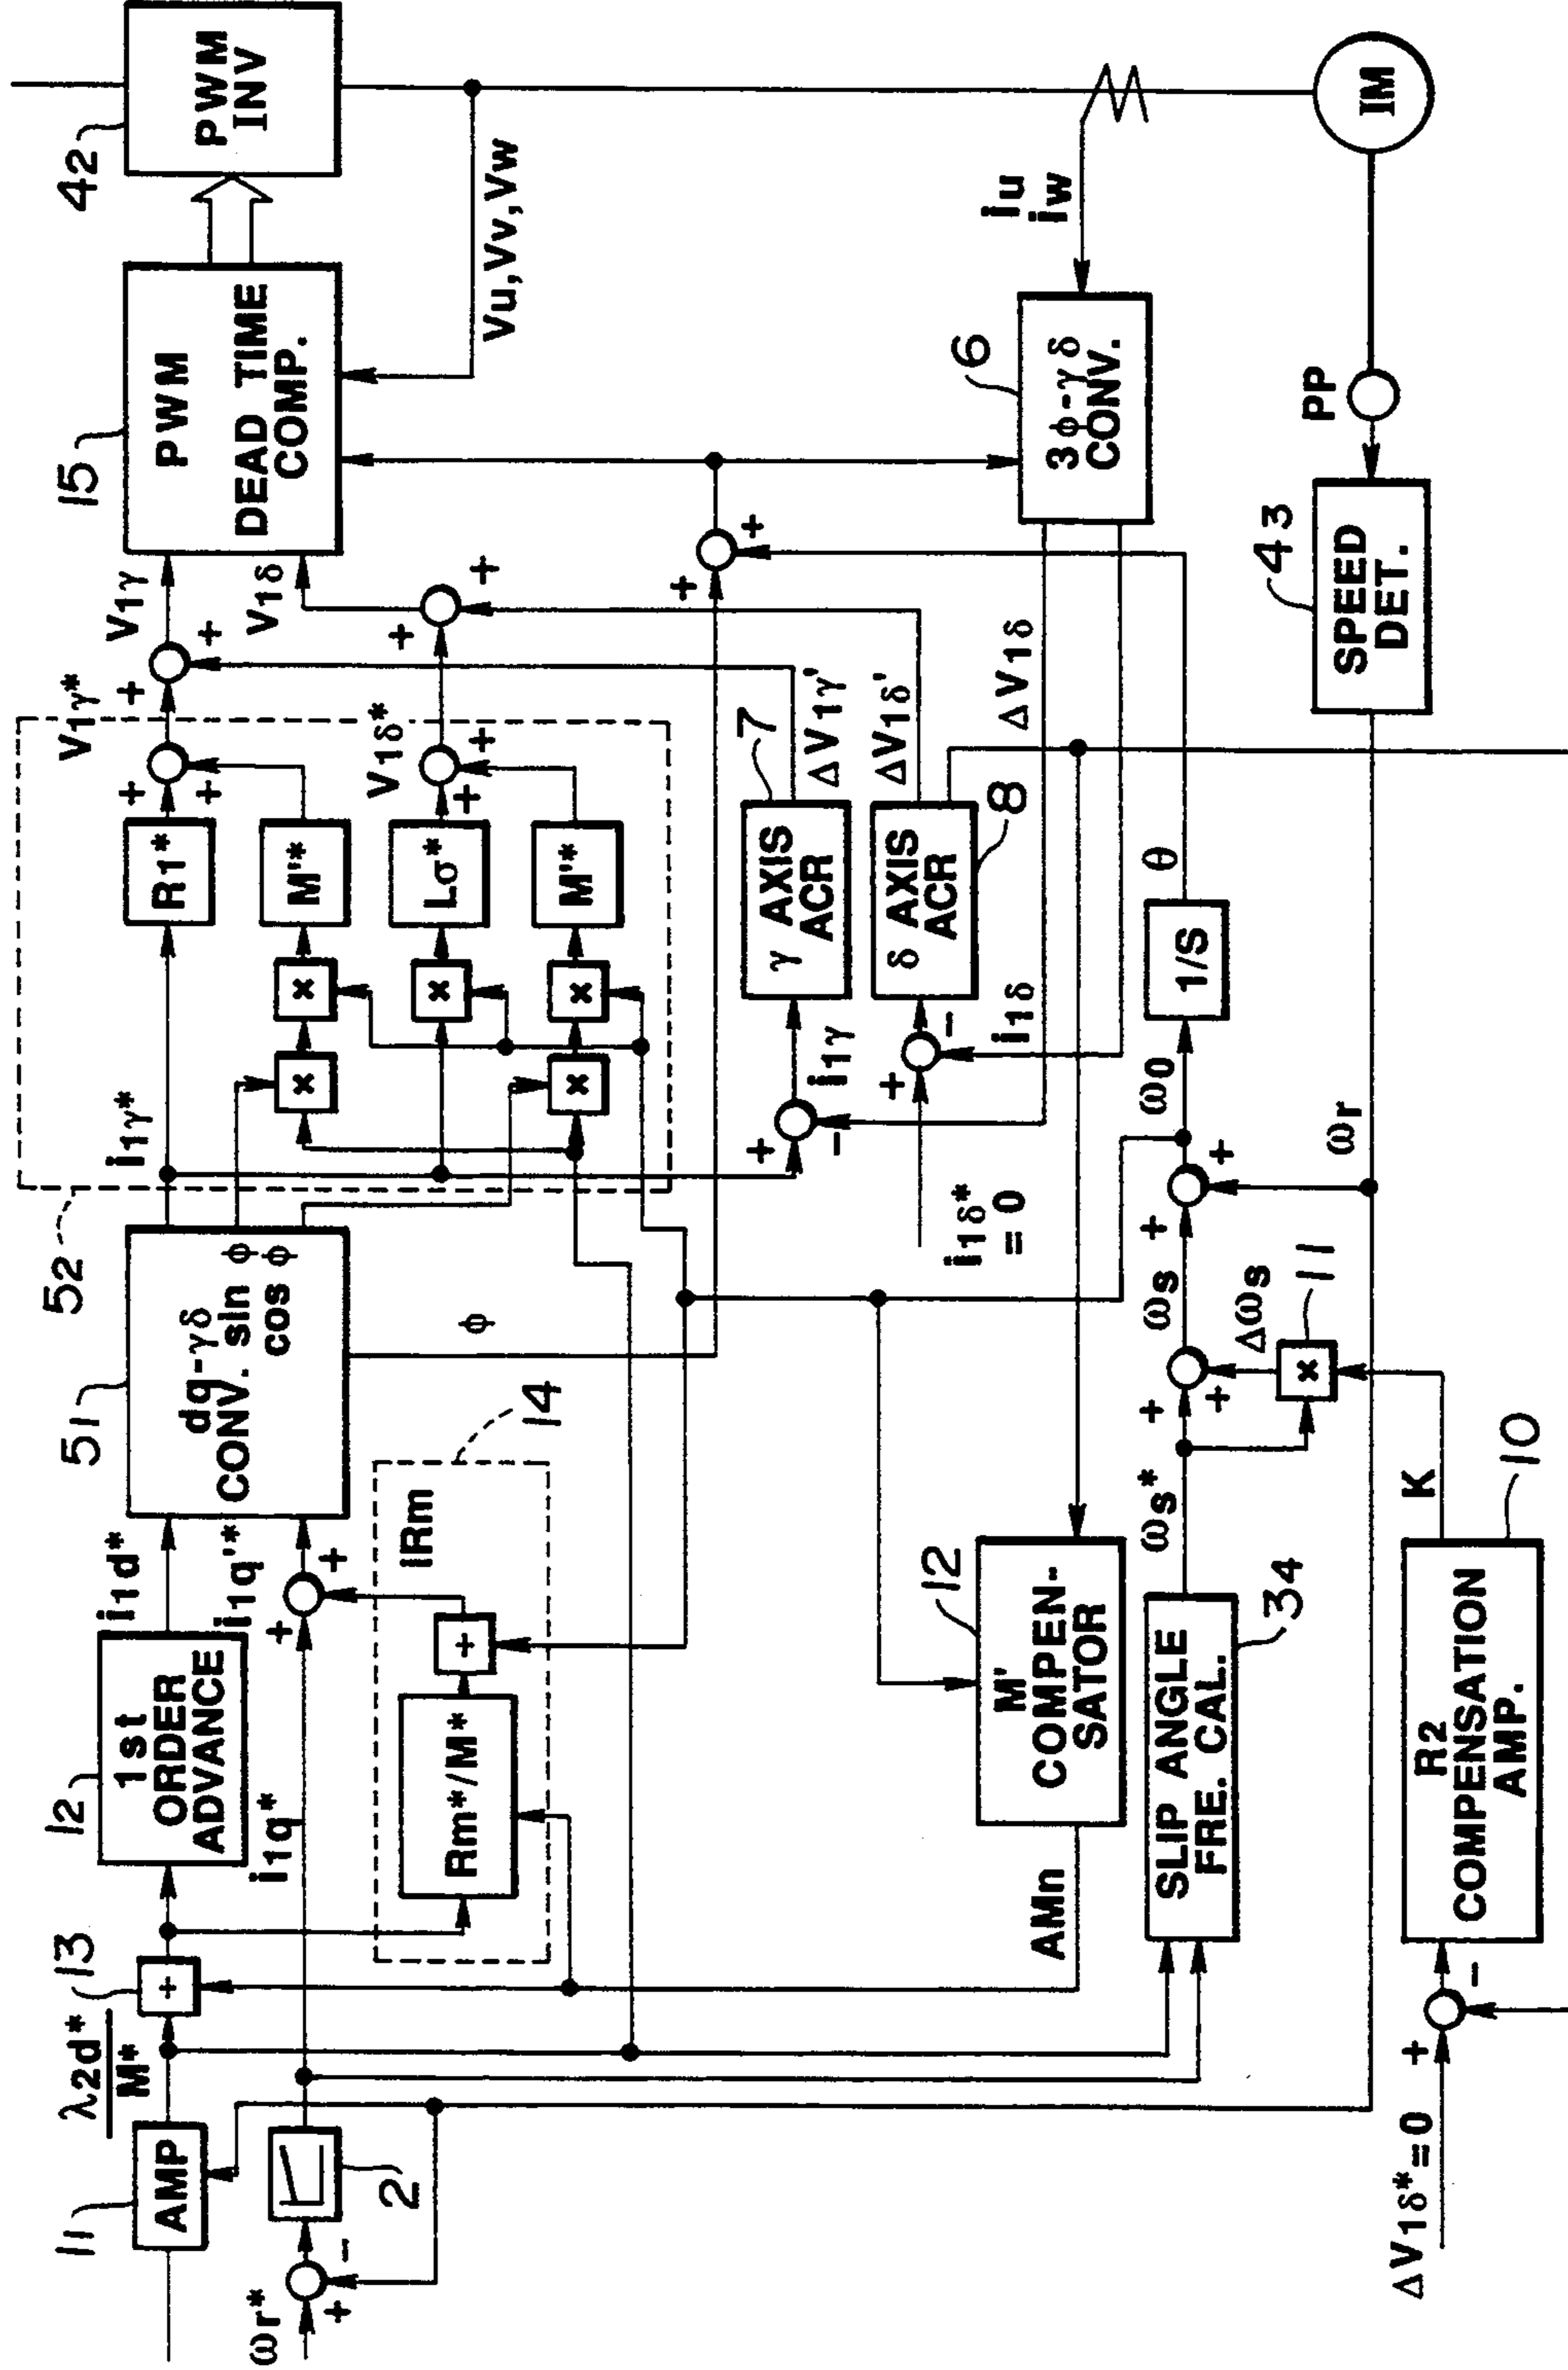 11
AMP
λ2d*
M*
13
÷
12
1st
ORDER
ADVANCE
i1d*
51
dq-γδ
CONV. sin φ
cos φ
52
i1γ*
R1*
V1γ*
+
+
+
+
V1γ
15
PWM
DEAD TIME
COMP.
42
PWM
INV
ωr*
+
-
2
i1q*
+
+
i1q'*
×
×
M'*
V1δ
Vu,Vv,Vw
14
iRm
Rm*/M*
÷
φ
×
Lσ*
V1δ*
+
+
+
+
×
×
M'*
+
+
+
-
i1γ
γ AXIS
ACR
7
ΔV1γ'
i1δ*
=0
+
-
i1δ
δ AXIS
ACR
8
ΔV1δ'
ΔV1δ
6
3φ-γδ
CONV.
iu
iw
AMn
12
M'
COMPEN-
SATOR
SLIP ANGLE
FRE. CAL.
34
ωs*
+
+
ωs
+
+
ω0
1/S
θ
Δωs
×
11
ωr
43
SPEED
DET.
PP
IM
ΔV1δ*=0
+
-
R2
COMPENSATION
AMP.
10
K